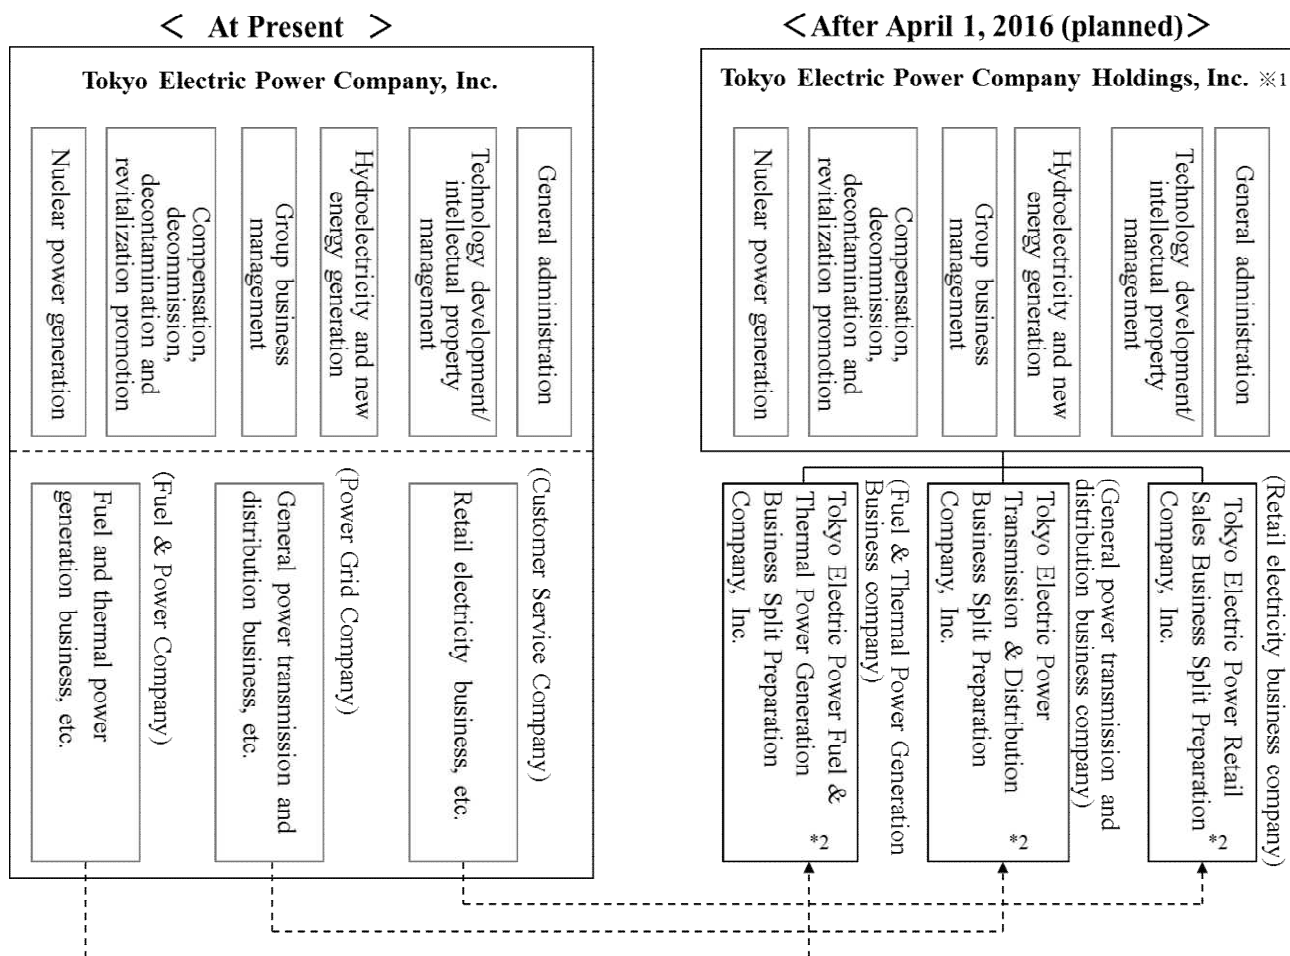 < At Present >
Tokyo Electric Power Company, Inc.
Nuclear power generation
Compensation,
decommission,
decontamination and
revitalization promotion
Group business
management
Hydroelectricity and new
energy generation
Technology development/
intellectual property
management
General administration
Fuel and thermal power
generation business, etc.
(Fuel & Power Company)
General power transmission and
distribution business, etc.
(Power Grid Company)
Retail electricity business, etc.
(Customer Service Company)
<After April 1, 2016 (planned)>
Tokyo Electric Power Company Holdings, Inc. ※1
Nuclear power generation
Compensation,
decommission,
decontamination and
revitalization promotion
Group business
management
Hydroelectricity and new
energy generation
Technology development/
intellectual property
management
General administration
(Fuel & Thermal Power Generation
Business company)
Tokyo Electric Power Fuel &
Thermal Power Generation
Business Split Preparation
Company, Inc.
*2
(General power transmission and
distribution business company)
Tokyo Electric Power
Transmission & Distribution
Business Split Preparation
Company, Inc.
*2
(Retail electricity business company)
Tokyo Electric Power Retail
Sales Business Split Preparation
Company, Inc.
*2